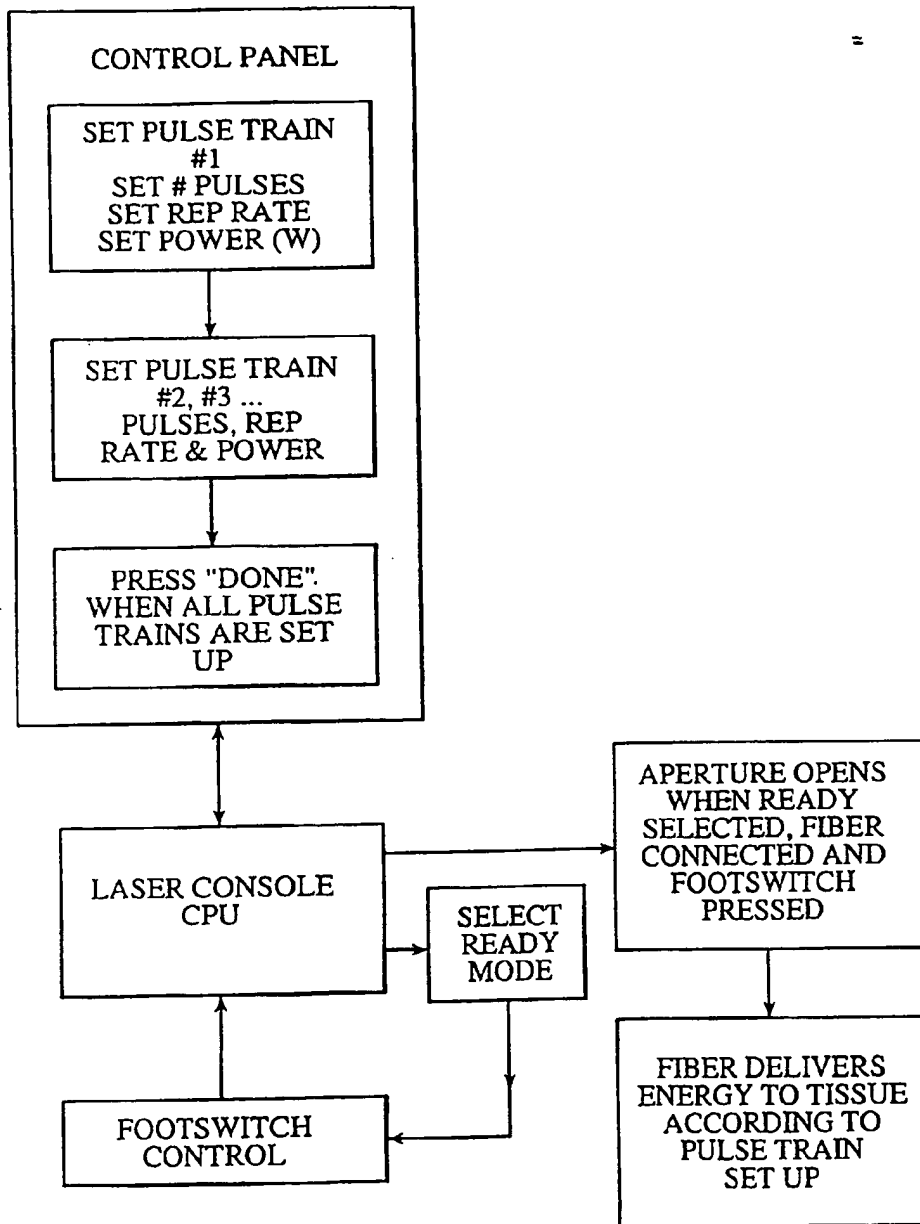 CONTROL PANEL
SET PULSE TRAIN
#1
SET # PULSES
SET REP RATE
SET POWER (W)
SET PULSE TRAIN
#2, #3 ...
PULSES, REP
RATE & POWER
PRESS "DONE".
WHEN ALL PULSE
TRAINS ARE SET
UP
LASER CONSOLE
CPU
SELECT
READY
MODE
FOOTSWITCH
CONTROL
APERTURE OPENS
WHEN READY
SELECTED, FIBER
CONNECTED AND
FOOTSWITCH
PRESSED
FIBER DELIVERS
ENERGY TO TISSUE
ACCORDING TO
PULSE TRAIN
SET UP